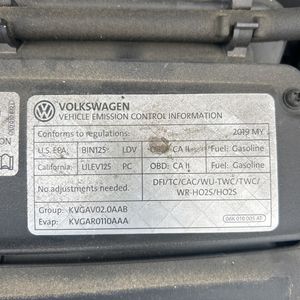 VOLKSWAGEN
VEHICLE EMISSION CONTROL INFORMATION
Conforms to regulations: 2019 MY
U.S. EPA: BIN125 LDV OBD: CA II Fuel: Gasoline
California: ULEV125 PC OBD: CA II Fuel: Gasoline
No adjustments needed.
DFI/TC/CAC/WU-TWC/TWC/
WR-HO2S/HO2S
Group: KVGAV02.0AAB
Evap: KVGAR0110AAA